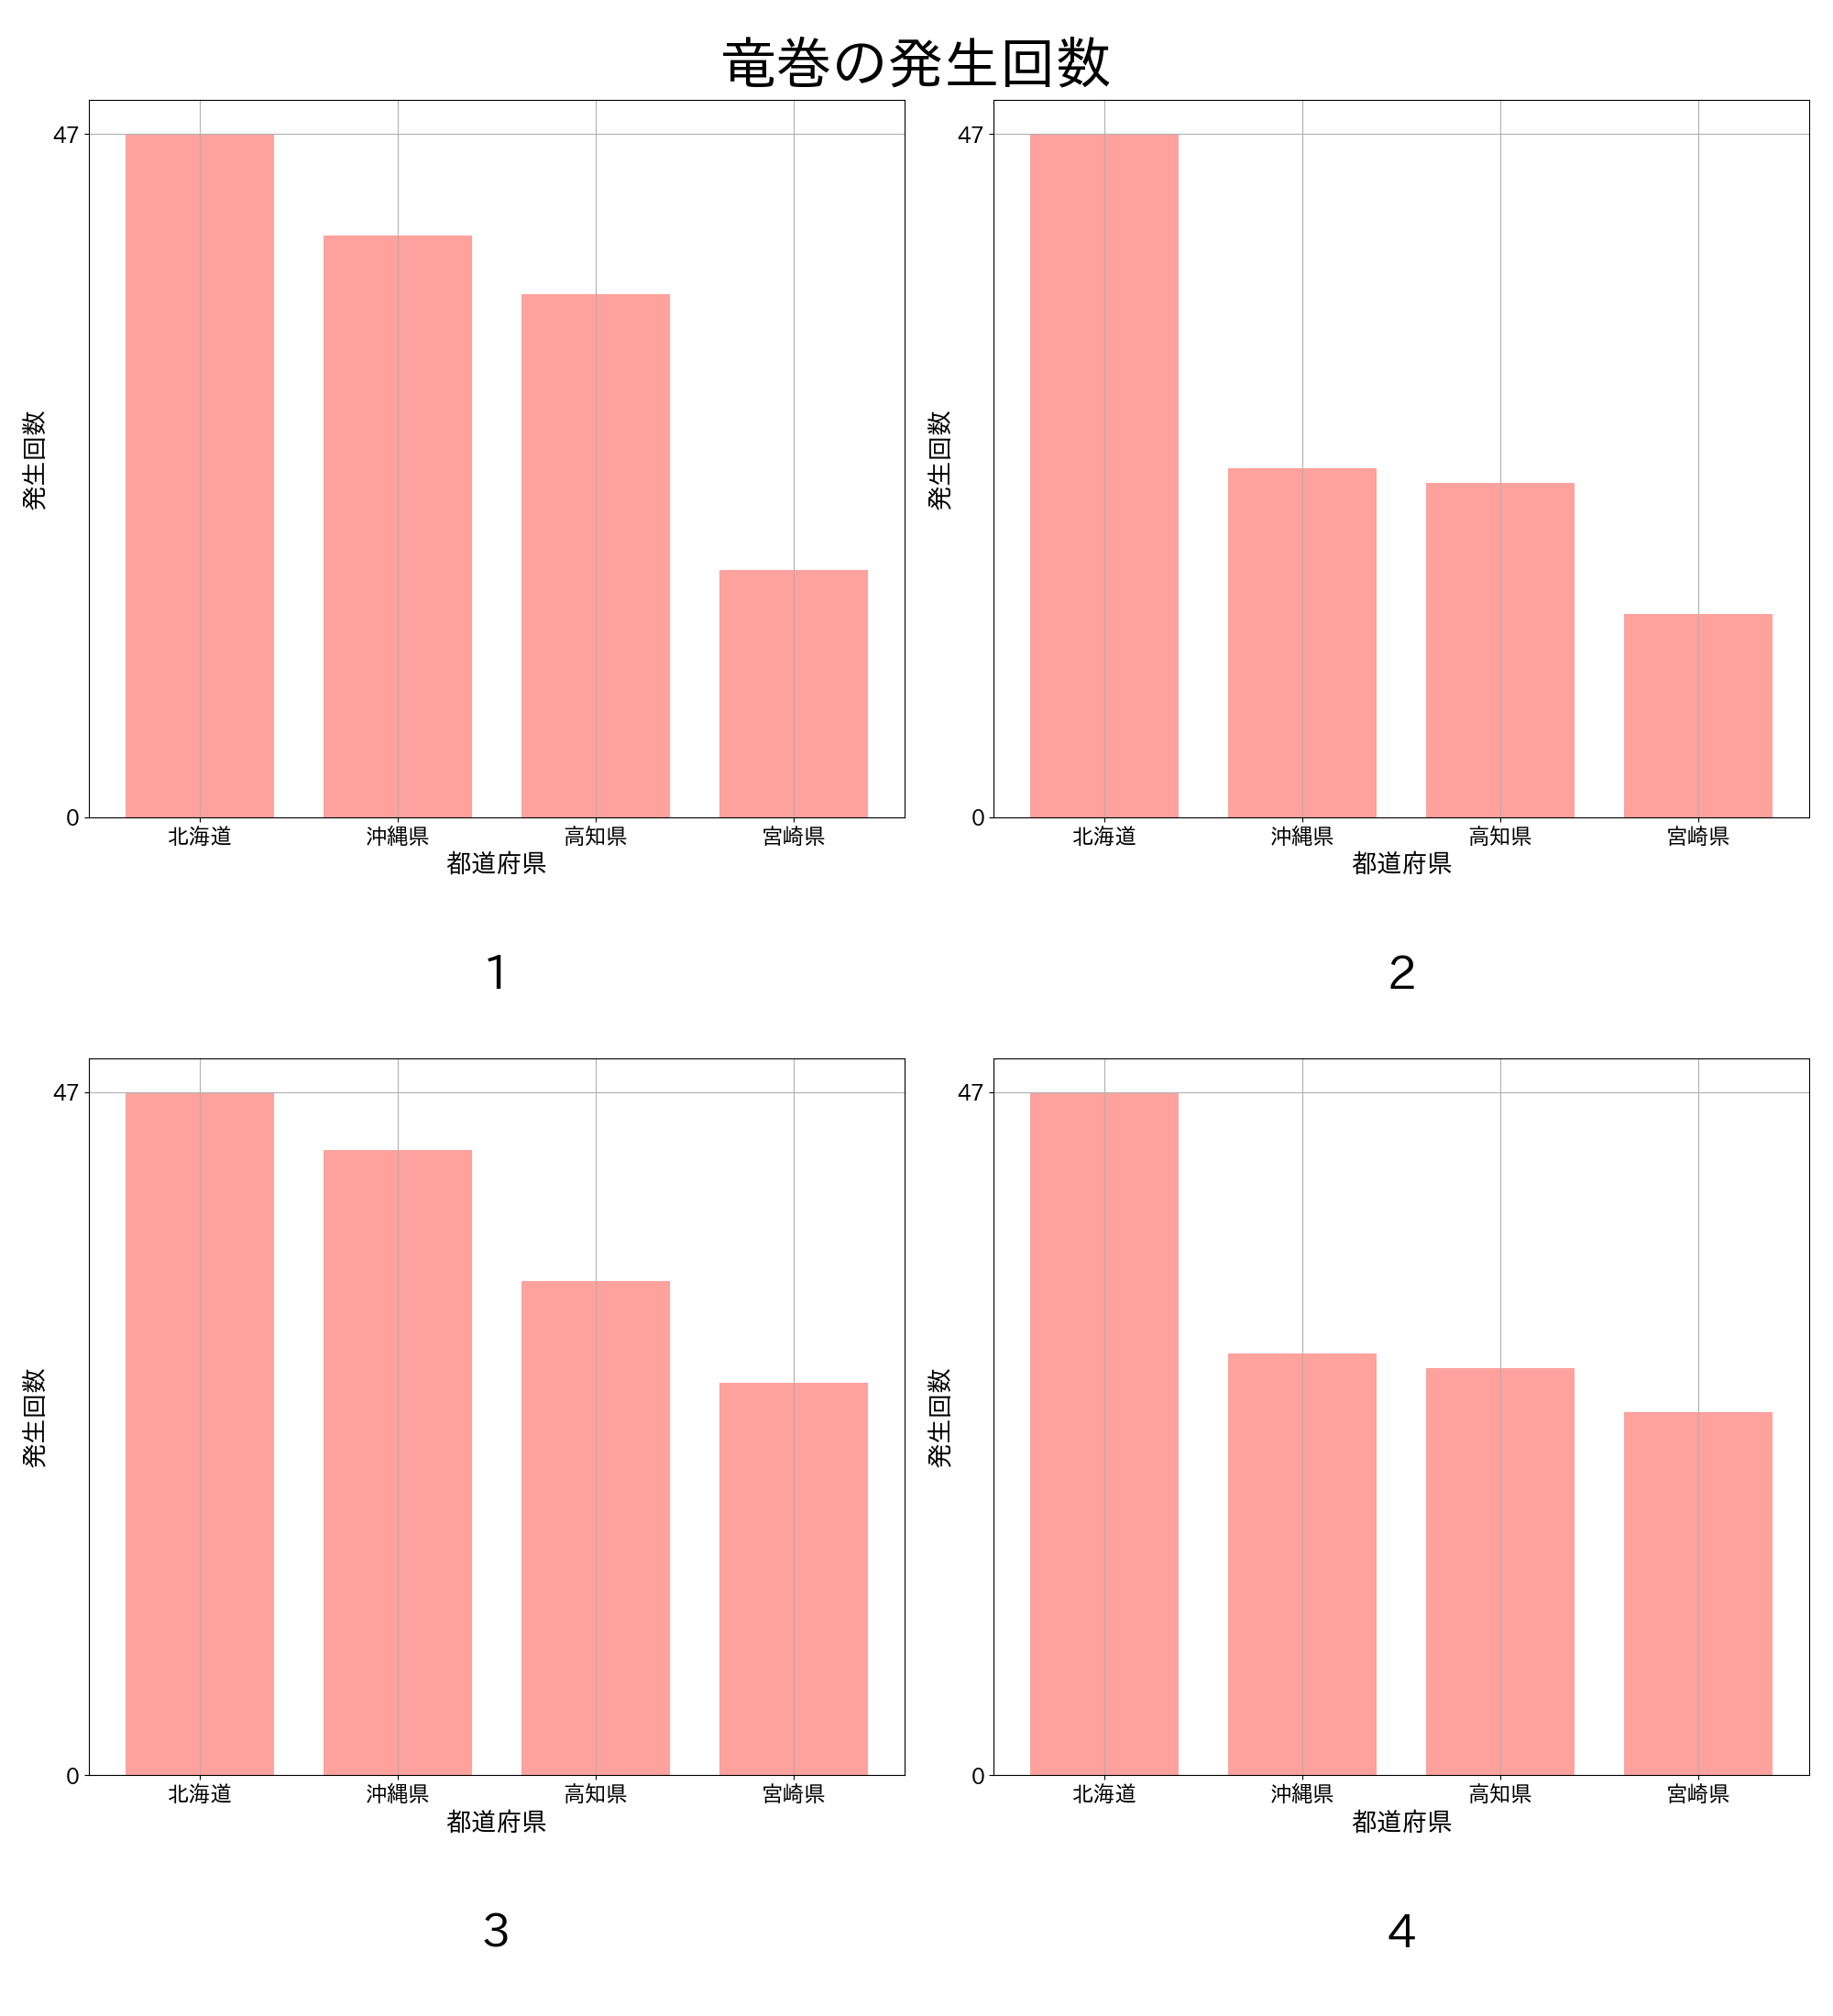 竜巻の発生回数
47
0
発生回数
北海道 沖縄県 高知県 宮崎県
都道府県
1
47
0
発生回数
北海道 沖縄県 高知県 宮崎県
都道府県
2
47
0
発生回数
北海道 沖縄県 高知県 宮崎県
都道府県
3
47
0
発生回数
北海道 沖縄県 高知県 宮崎県
都道府県
4